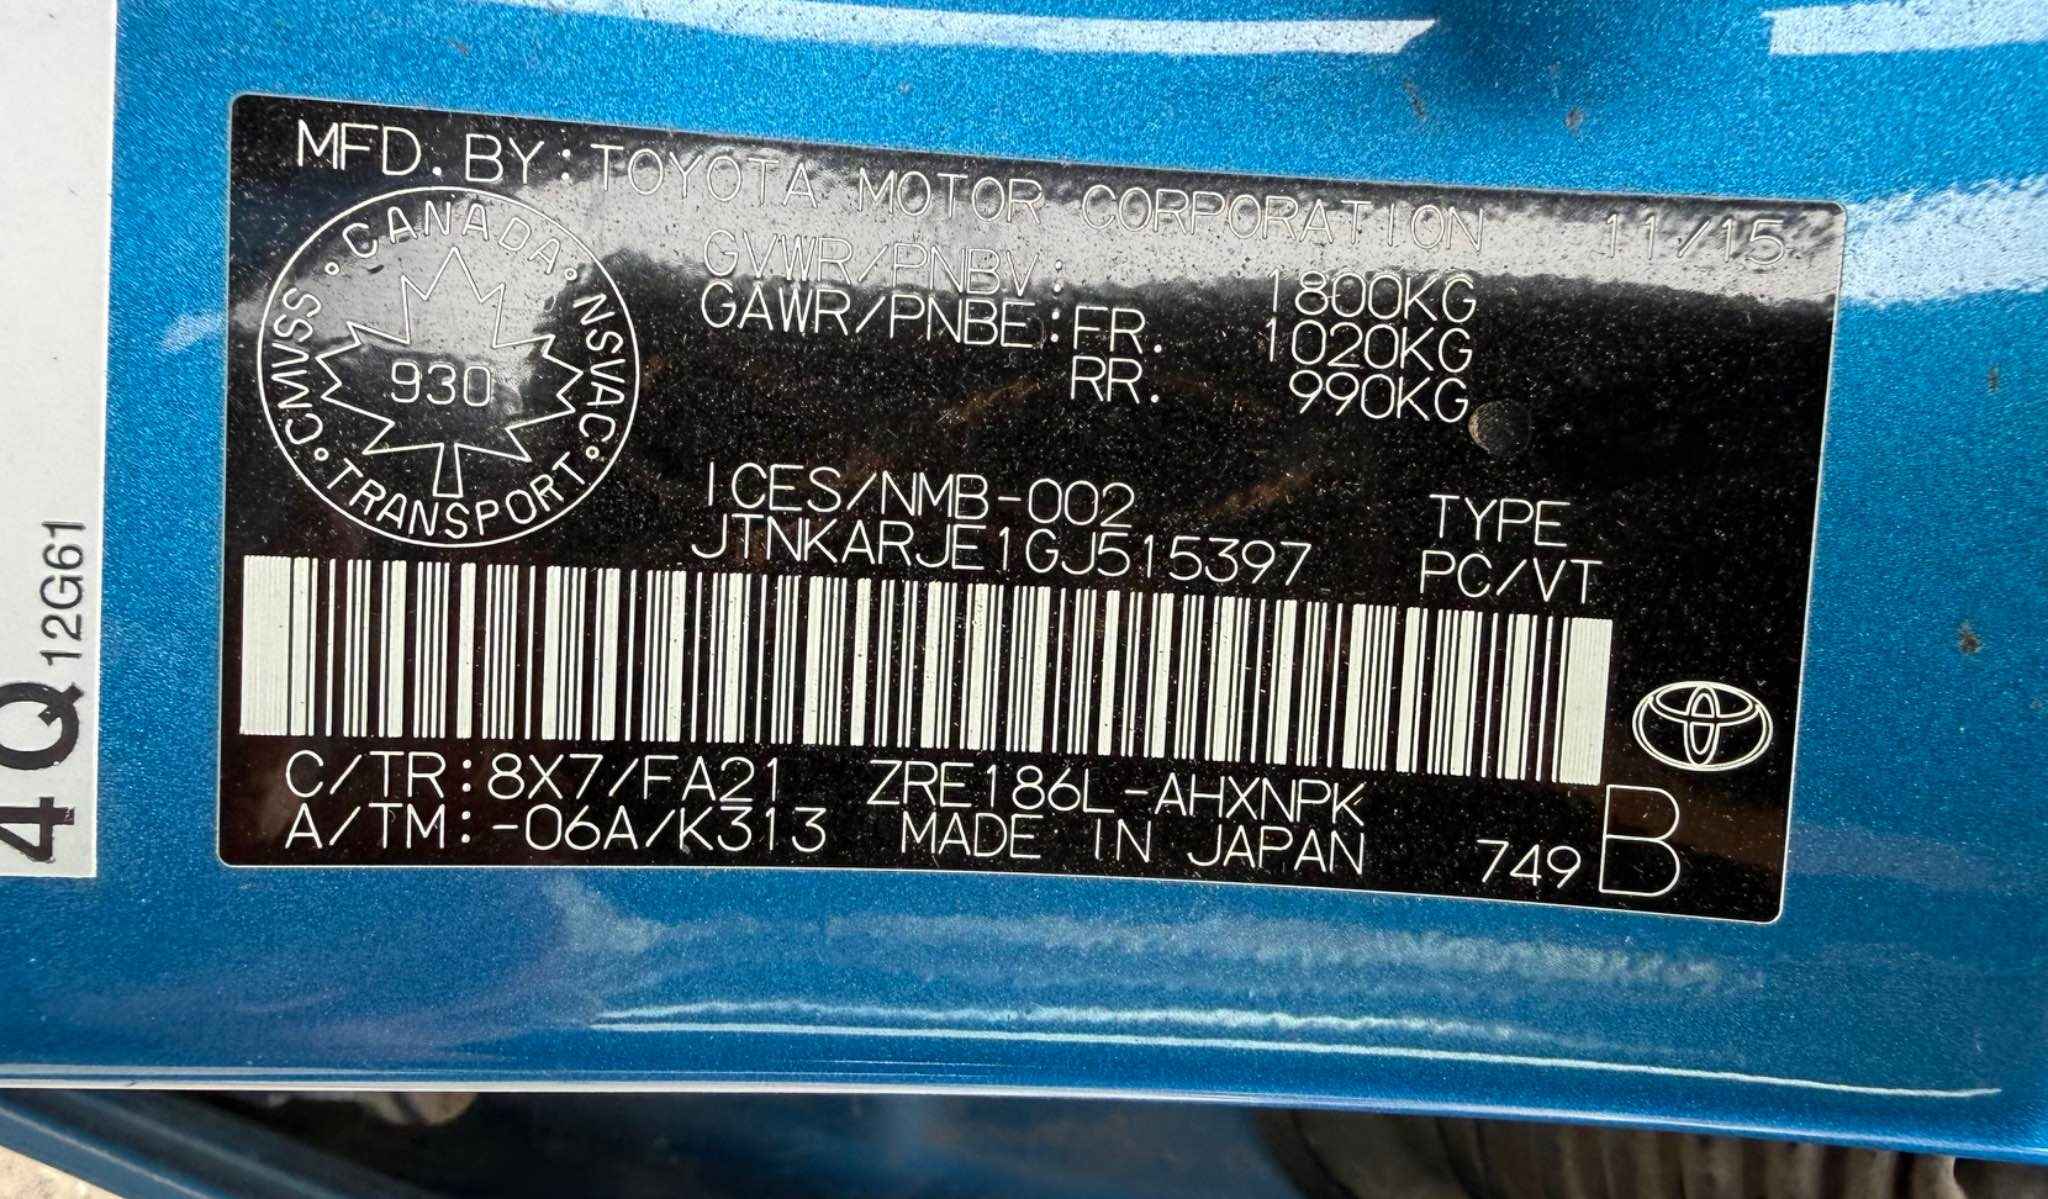 MFD. BY: TOYOTA MOTOR CORPORATION 11/15
CANADA
CMVSS NSVAC
930
TRANSPORT
GVWR/PNBV: 1800KG
GAWR/PNBE: FR. 1020KG
RR. 990KG
ICES/NMB-002 TYPE
JTNKARJE1GJ515397 PC/VT
C/TR: 8X7/FA21 ZRE186L-AHXNPK
A/TM: -06A/K313 MADE IN JAPAN 749 B
4Q 12G61